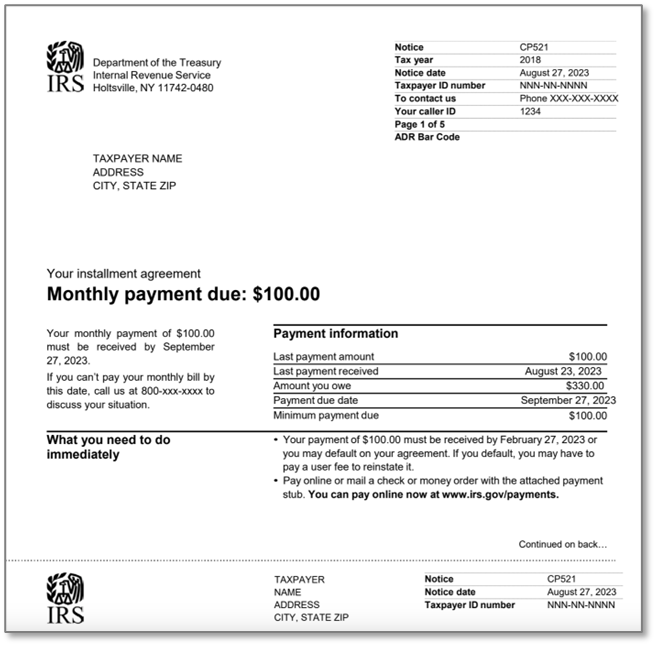 IRS
Department of the Treasury
Internal Revenue Service
Holtsville, NY 11742-0480
Notice CP521
Tax year 2018
Notice date August 27, 2023
Taxpayer ID number NNN-NN-NNNN
To contact us Phone XXX-XXX-XXXX
Your caller ID 1234
Page 1 of 5
ADR Bar Code
TAXPAYER NAME
ADDRESS
CITY, STATE ZIP
Your installment agreement
Monthly payment due: $100.00
Your monthly payment of $100.00
must be received by September
27, 2023.
If you can't pay your monthly bill by
this date, call us at 800-xxx-xxxx to
discuss your situation.
Payment information
Last payment amount $100.00
Last payment received August 23, 2023
Amount you owe $330.00
Payment due date September 27, 2023
Minimum payment due $100.00
What you need to do
immediately
• Your payment of $100.00 must be received by February 27, 2023 or
you may default on your agreement. If you default, you may have to
pay a user fee to reinstate it.
• Pay online or mail a check or money order with the attached payment
stub. You can pay online now at www.irs.gov/payments.
Continued on back…
IRS
TAXPAYER
NAME
ADDRESS
CITY, STATE ZIP
Notice CP521
Notice date August 27, 2023
Taxpayer ID number NNN-NN-NNNN